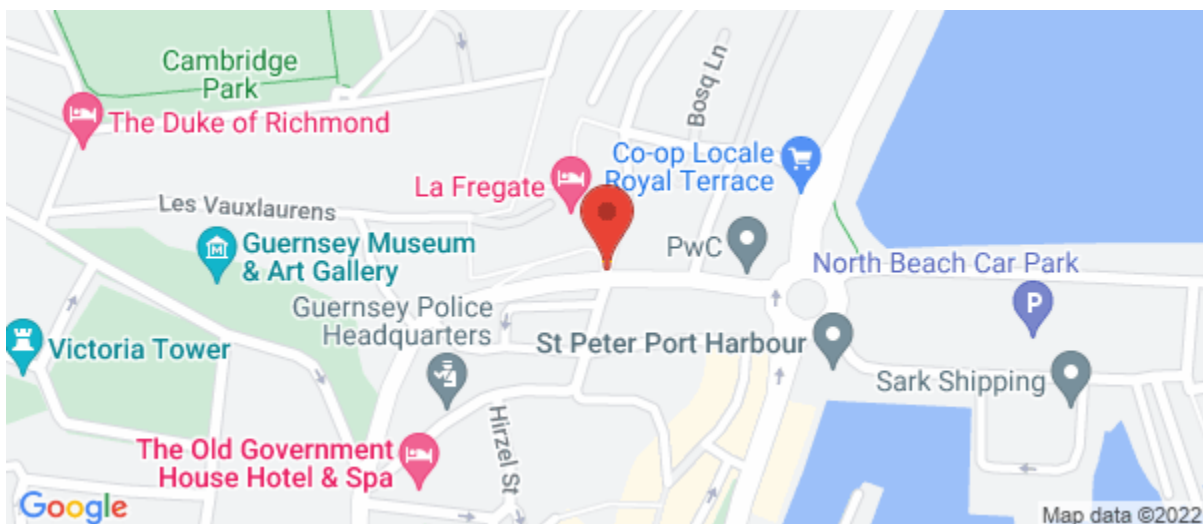 Cambridge
Park
The Duke of Richmond
Bosq Ln
Co-op Locale
Royal Terrace
La Fregate
Les Vauxlaurens
Guernsey Museum
& Art Gallery
PwC
North Beach Car Park
P
Guernsey Police
Headquarters
Victoria Tower
St Peter Port Harbour
Sark Shipping
Hirzel St
The Old Government
House Hotel & Spa
Google
Map data ©2022
M